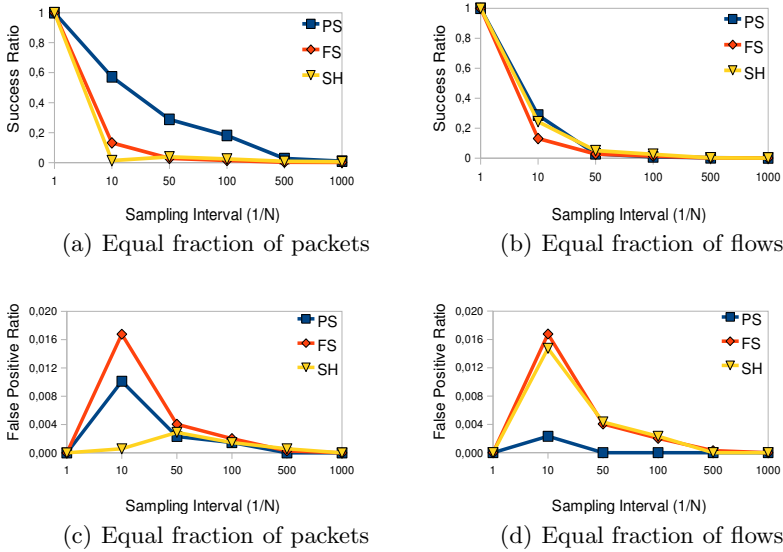 1
0,8
0,6
0,4
0,2
0
Success Ratio
PS
FS
SH
1 10 50 100 500 1000
Sampling Interval (1/N)
(a) Equal fraction of packets
1
0,8
0,6
0,4
0,2
0
Success Ratio
PS
FS
SH
1 10 50 100 500 1000
Sampling Interval (1/N)
(b) Equal fraction of flows
0,020
0,016
0,012
0,008
0,004
0,000
False Positive Ratio
PS
FS
SH
1 10 50 100 500 1000
Sampling Interval (1/N)
(c) Equal fraction of packets
0,020
0,016
0,012
0,008
0,004
0,000
False Positive Ratio
PS
FS
SH
1 10 50 100 500 1000
Sampling Interval (1/N)
(d) Equal fraction of flows